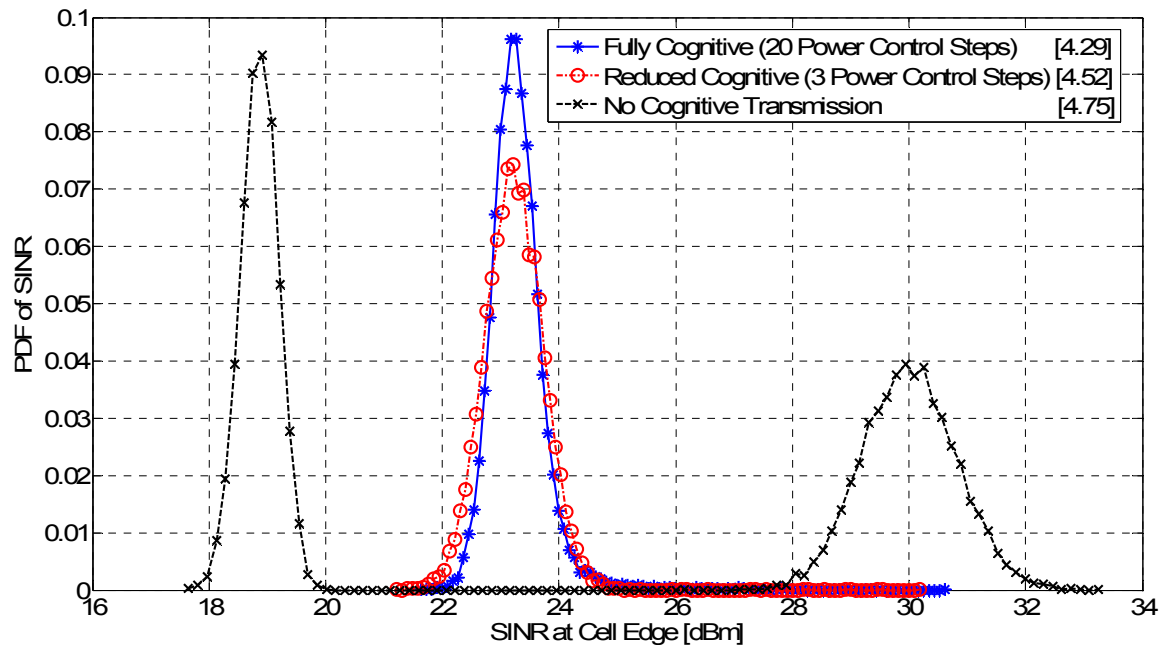 0.1
0.09
0.08
0.07
0.06
0.05
0.04
0.03
0.02
0.01
0
PDF of SINR
Fully Cognitive (20 Power Control Steps) [4.29]
Reduced Cognitive (3 Power Control Steps) [4.52]
No Cognitive Transmission [4.75]
16 18 20 22 24 26 28 30 32 34
SINR at Cell Edge [dBm]